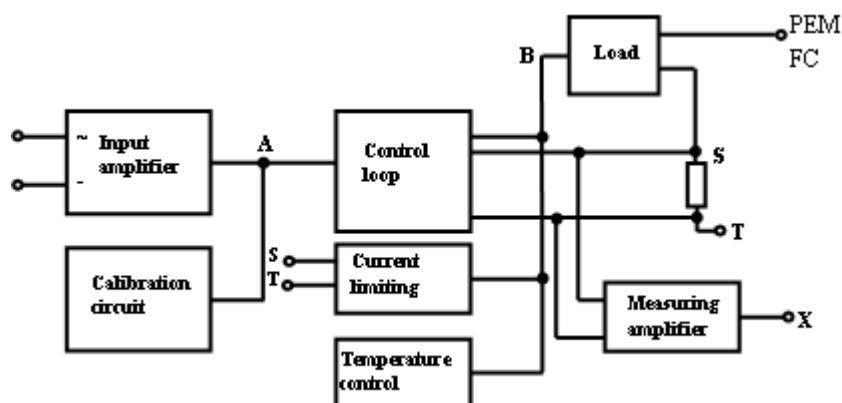 PEM
FC
B
Load
~ Input
- amplifier
A
Control
loop
S
T
S
T
Current
limiting
Calibration
circuit
Measuring
amplifier
X
Temperature
control